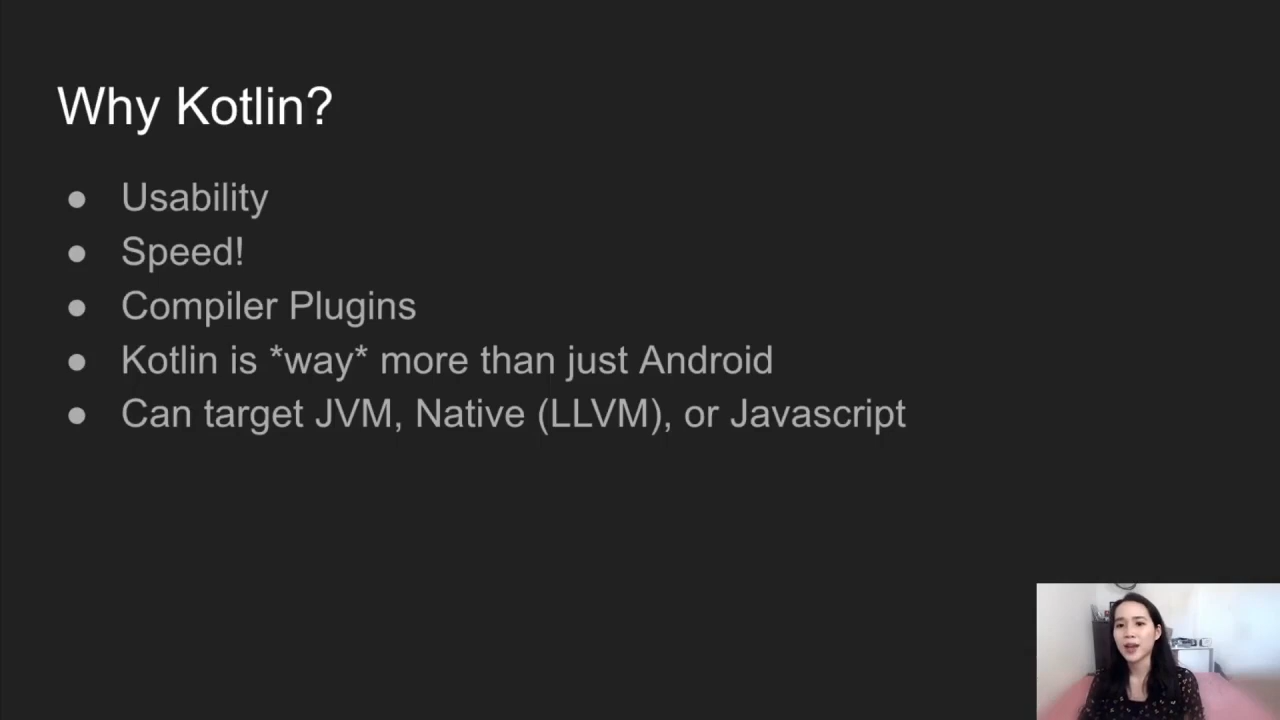 Why Kotlin?
● Usability
● Speed!
● Compiler Plugins
● Kotlin is *way* more than just Android
● Can target JVM, Native (LLVM), or Javascript